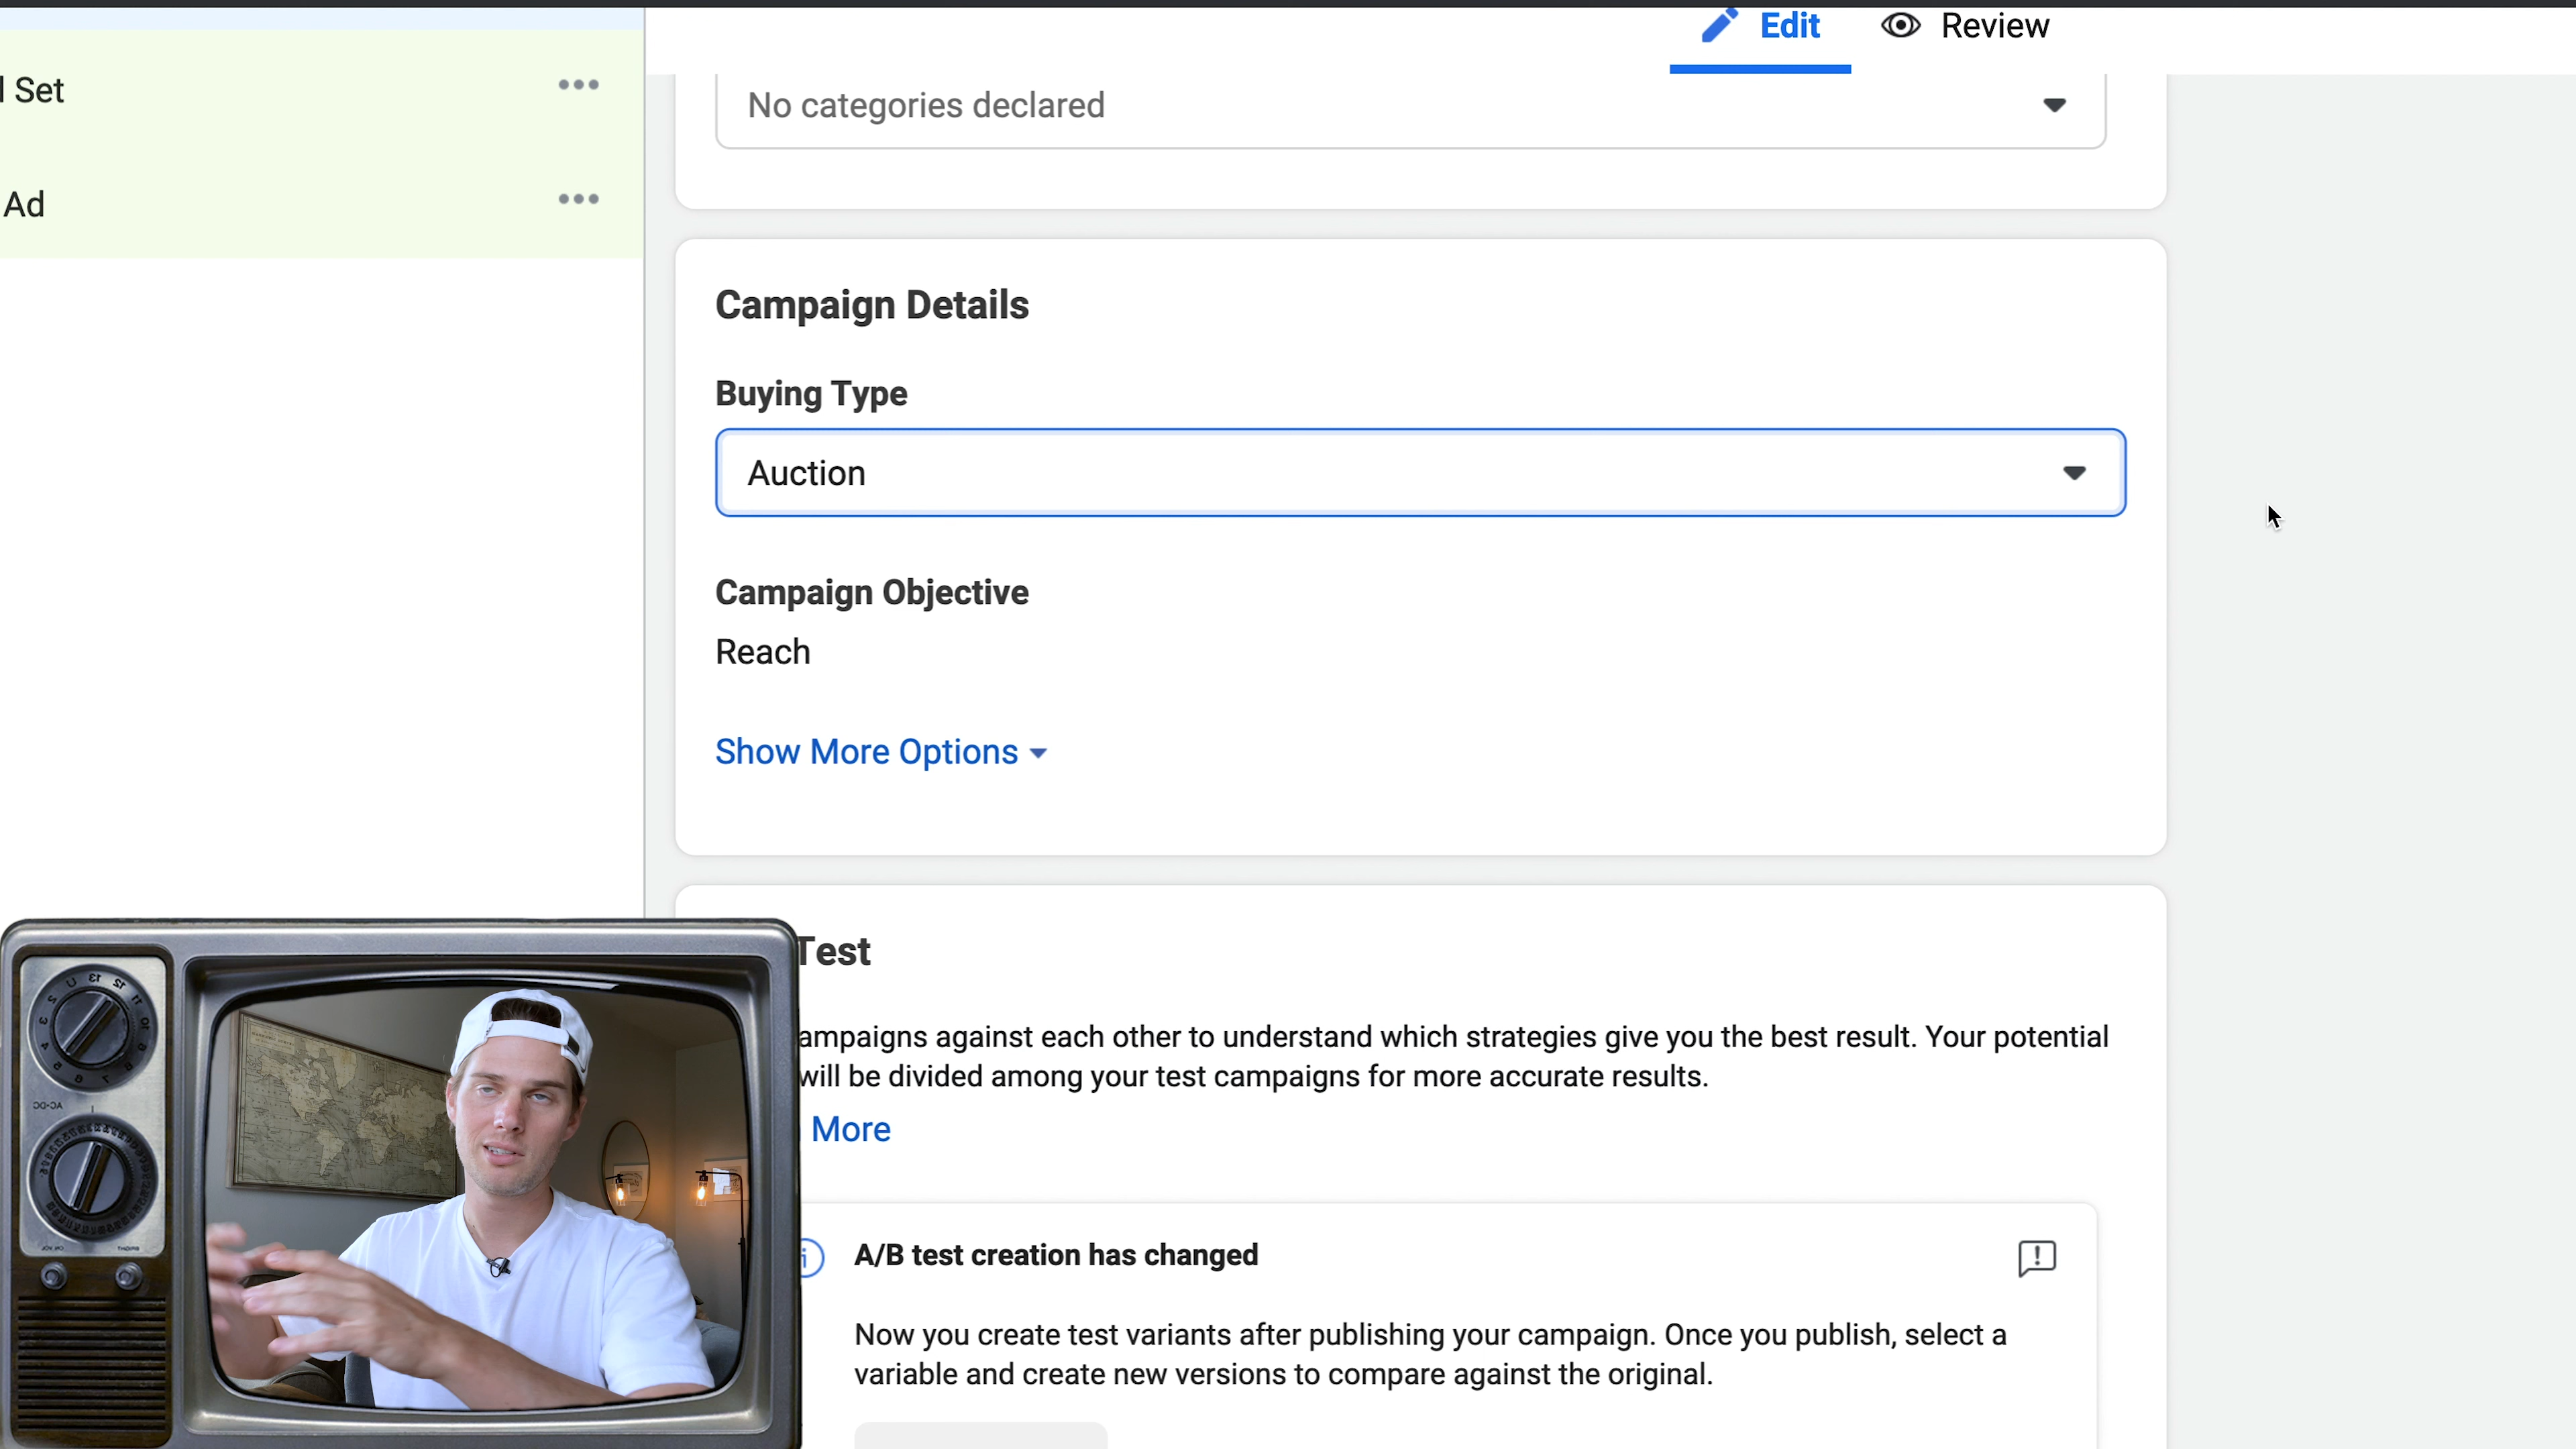 Edit
Review
Set
No categories declared
Ad
Campaign Details
Buying Type
Auction
Campaign Objective
Reach
Show More Options
Test
ampaigns against each other to understand which strategies give you the best result. Your potential
will be divided among your test campaigns for more accurate results.
More
A/B test creation has changed
Now you create test variants after publishing your campaign. Once you publish, select a
variable and create new versions to compare against the original.